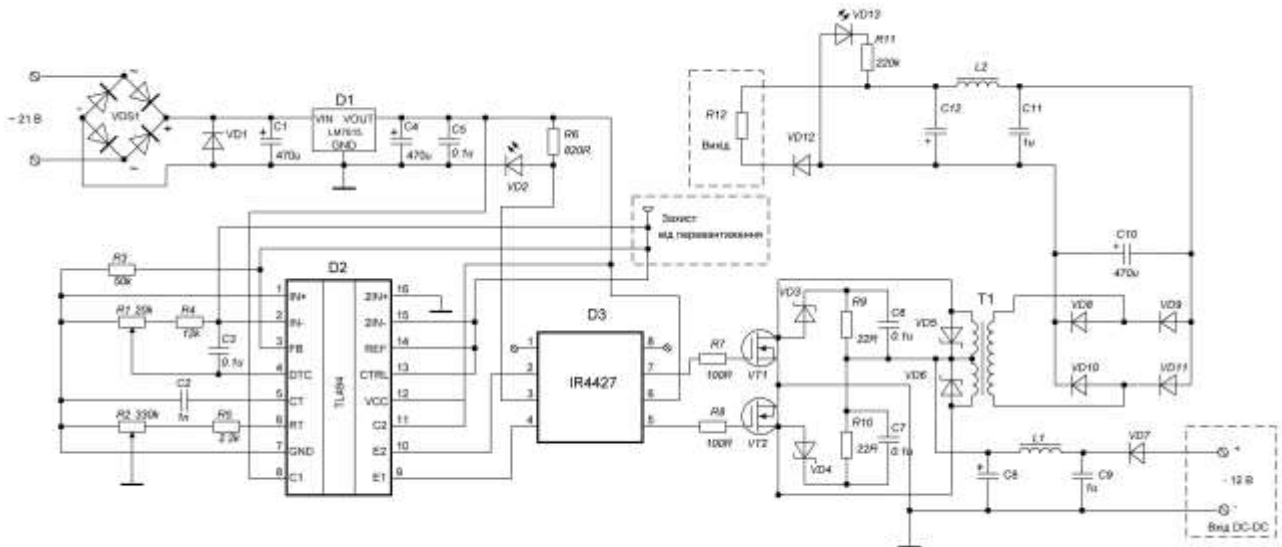 VD13
R11
220k
L2
~
D1
~ 21 В
VDS1
-
+
VD1
+
C1
470u
VIN VOUT
LM7815
GND
+
C4
470u
C5
0.1u
R6
820R
VD2
~
R12
Вихід
VD12
C12
+
C11
1u
Захист
від перевантаження
C10
+
470u
R3
50k
D2
R1 20k
R4
12k
C3
0.1u
C2
1n
R2 330k
R5
2.2k
1 IN+
2 IN-
3 FB
4 DTC
5 CT
6 RT
7 GND
8 C1
TL494
2IN+ 16
2IN- 15
REF 14
CTRL 13
VCC 12
C2 11
E2 10
E1 9
D3
1
2
3
4
IR4427
8
7
6
5
R7
100R
VT1
R8
100R
VT2
VD3
R9
22R
C6
0.1u
VD5
T1
VD6
R10
22R
C7
0.1u
VD4
VD8
VD9
VD10
VD11
L1
VD7
+
C8
C9
1u
+
- 12 В
-
Вхід DC-DC